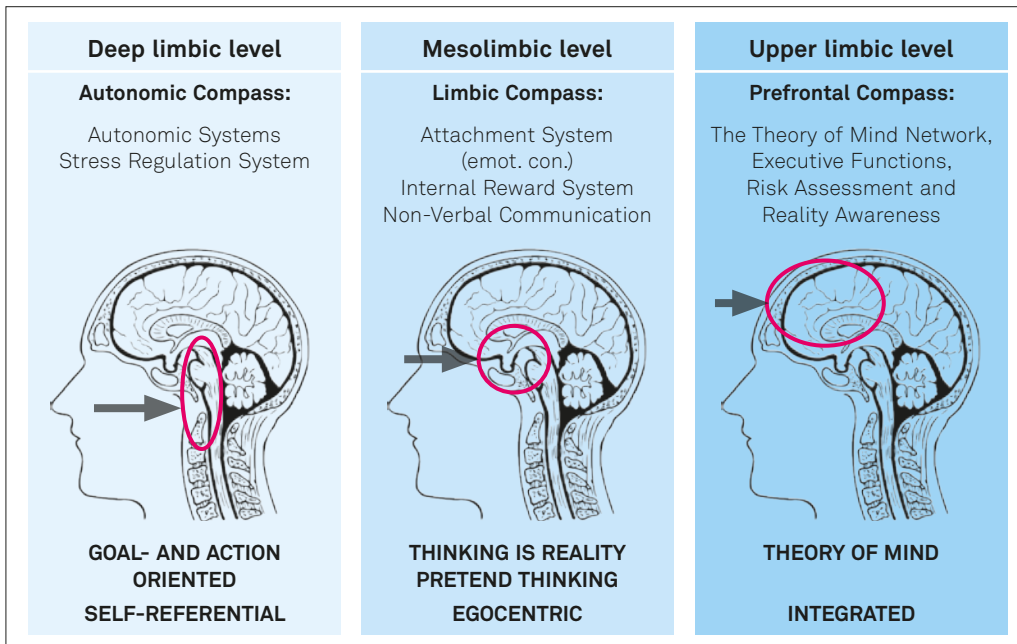 Deep limbic level
Autonomic Compass:
Autonomic Systems
Stress Regulation System
GOAL- AND ACTION
ORIENTED
SELF-REFERENTIAL
Mesolimbic level
Limbic Compass:
Attachment System
(emot. con.)
Internal Reward System
Non-Verbal Communication
THINKING IS REALITY
PRETEND THINKING
EGOCENTRIC
Upper limbic level
Prefrontal Compass:
The Theory of Mind Network,
Executive Functions,
Risk Assessment and
Reality Awareness
THEORY OF MIND
INTEGRATED